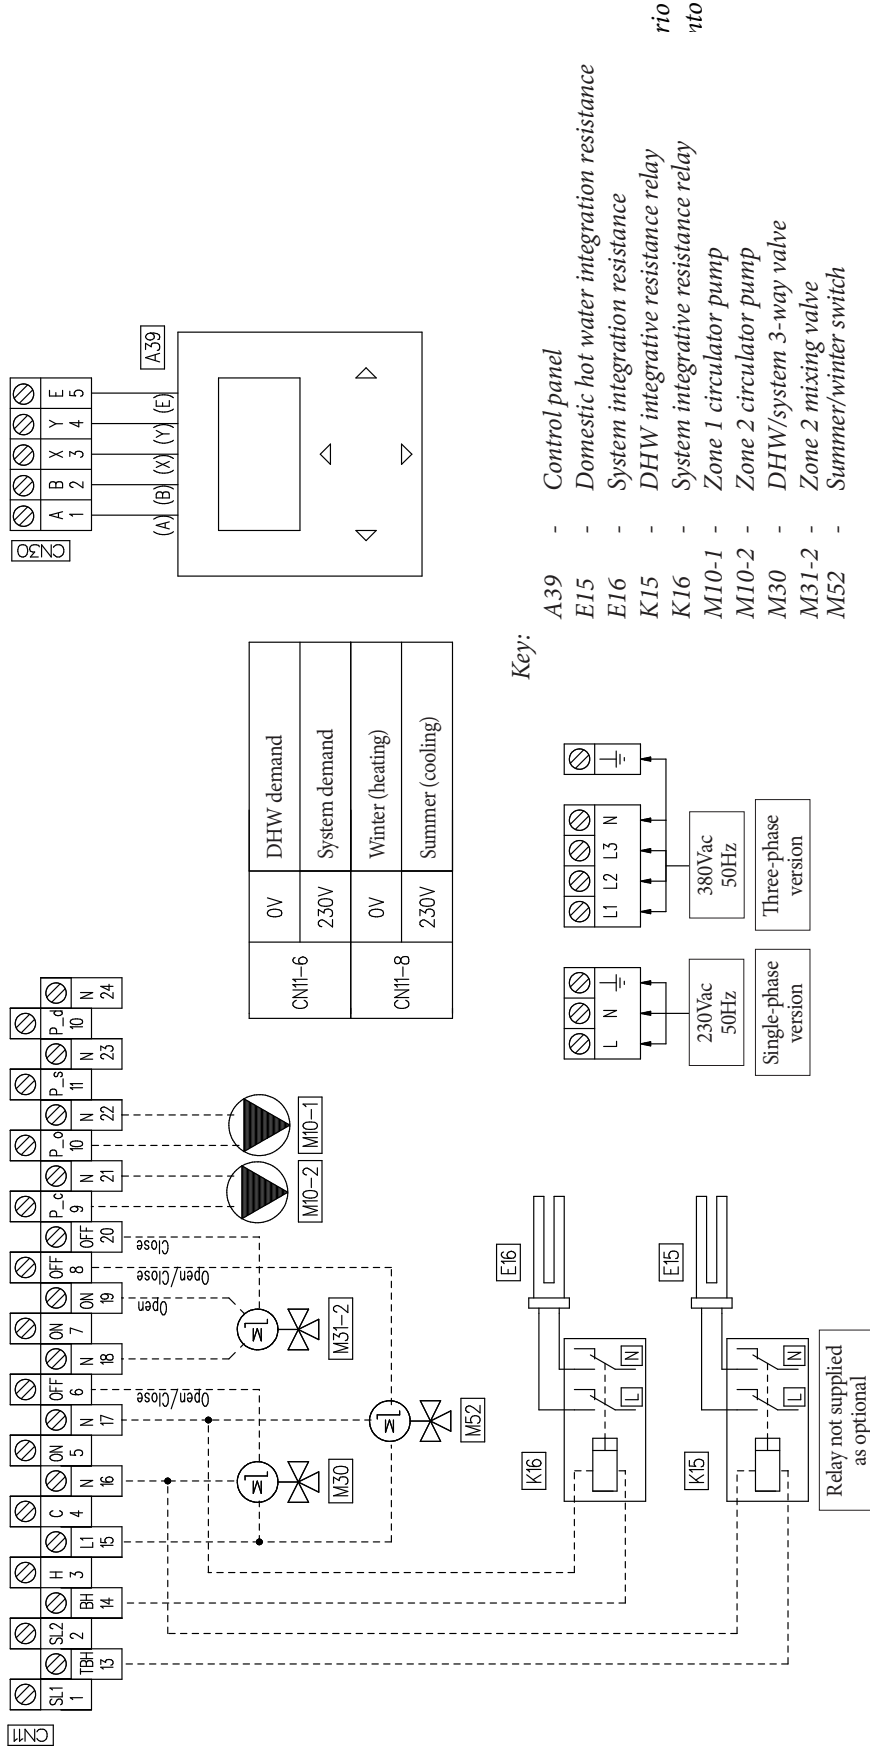 CN11
SL1 1
TBH 13
SL2 2
BH 14
H 3
L1 15
C 4
N 16
ON 5
N 17
OFF 6
N 18
ON 7
ON 19
OFF 8
OFF 20
P_c 9
N 21
P_o 10
N 22
P_s 11
N 23
P_d 10
N 24
Open/Close
Open
Open/Close
Close
M
M30
M
M31-2
M
M52
M10-2
M10-1
K16
L
N
E16
K15
L
N
E15
Relay not supplied
as optional
CN11-6
0V
DHW demand
230V
System demand
CN11-8
0V
Winter (heating)
230V
Summer (cooling)
L N
230Vac
50Hz
Single-phase
version
L1 L2 L3 N
380Vac
50Hz
Three-phase
version
CN30
A B X Y E
1 2 3 4 5
(A) (B) (X) (Y) (E)
A39
Key:
A39 - Control panel
E15 - Domestic hot water integration resistance
E16 - System integration resistance
K15 - DHW integrative resistance relay
K16 - System integrative resistance relay
M10-1 - Zone 1 circulator pump
M10-2 - Zone 2 circulator pump
M30 - DHW/system 3-way valve
M31-2 - Zone 2 mixing valve
M52 - Summer/winter switch
rio
nto